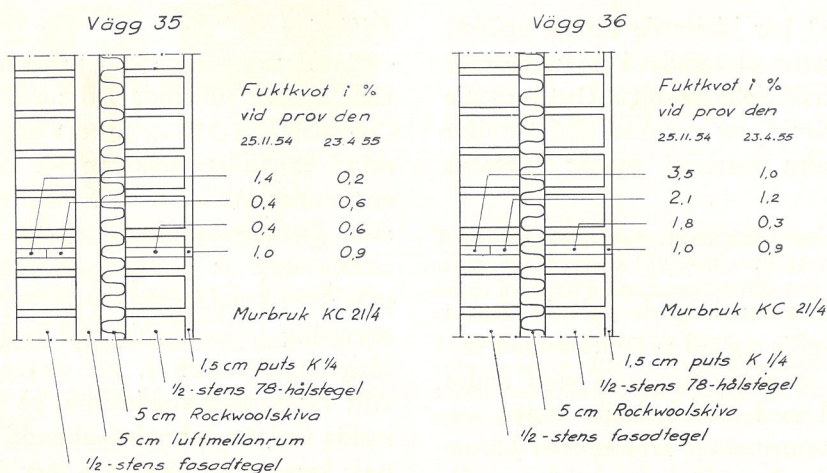 Vägg 35
Fuktkvot i %
vid prov den
25.11.54 23.4.55
1,4 0,2
0,4 0,6
0,4 0,6
1,0 0,9
Murbruk KC 21/4
1,5 cm puts K 1/4
1/2-stens 78-hålstegel
5 cm Rockwoolskiva
5 cm luftmellanrum
1/2-stens fasadtegel
Vägg 36
Fuktkvot i %
vid prov den
25.11.54 23.4.55
3,5 1,0
2,1 1,2
1,8 0,3
1,0 0,9
Murbruk KC 21/4
1,5 cm puts K 1/4
1/2-stens 78-hålstegel
5 cm Rockwoolskiva
1/2-stens fasadtegel